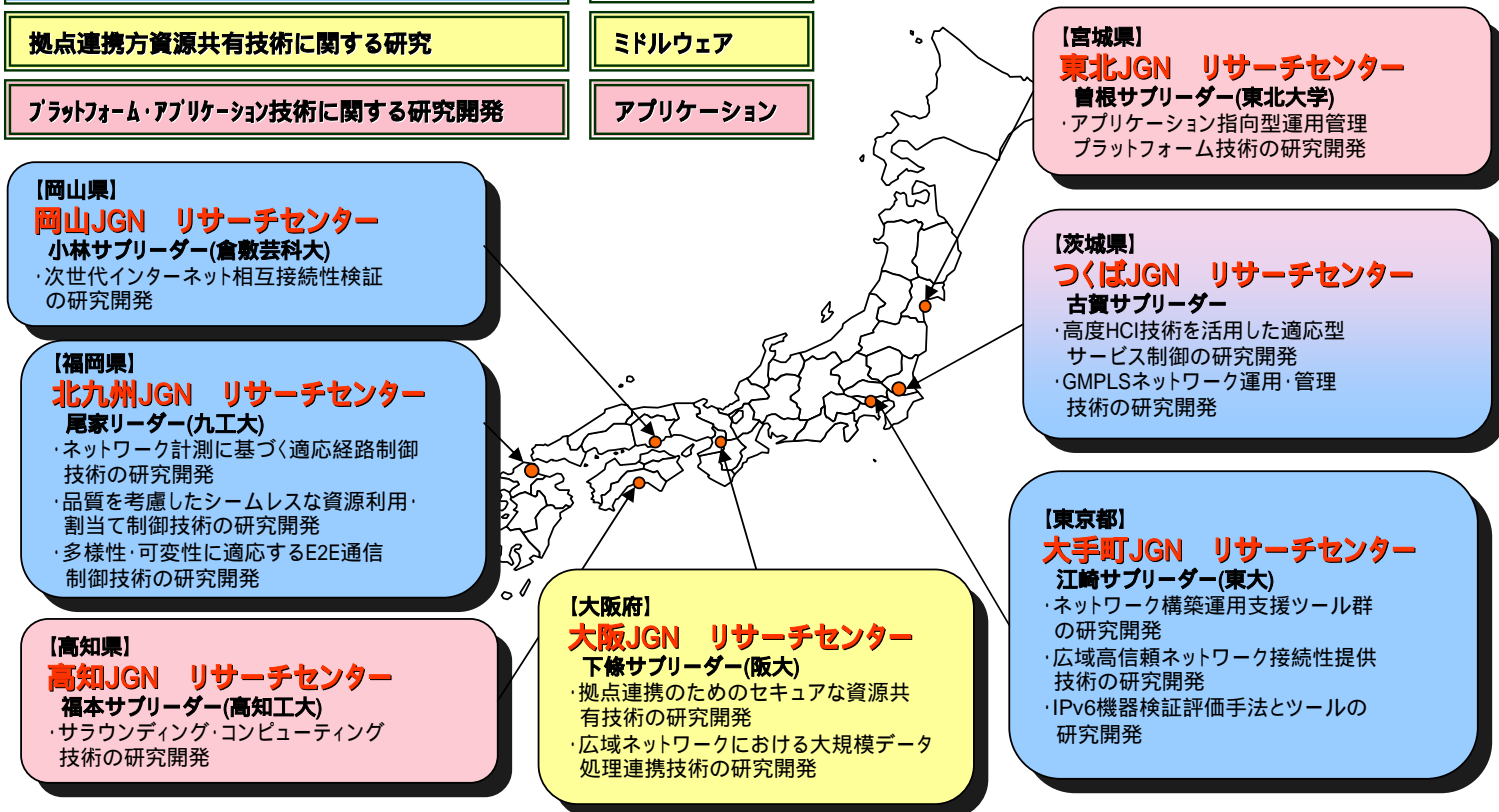 拠点連携方資源共有技術に関する研究
ミドルウェア
プラットフォーム・アプリケーション技術に関する研究開発
アプリケーション
【宮城県】
東北JGN　リサーチセンター
曽根サブリーダー(東北大学)
・アプリケーション指向型運用管理
プラットフォーム技術の研究開発
【岡山県】
岡山JGN　リサーチセンター
小林サブリーダー(倉敷芸科大)
・次世代インターネット相互接続性検証
の研究開発
【茨城県】
つくばJGN　リサーチセンター
古賀サブリーダー
・高度HCI技術を活用した適応型
サービス制御の研究開発
・GMPLSネットワーク運用・管理
技術の研究開発
【福岡県】
北九州JGN　リサーチセンター
尾家リーダー(九工大)
・ネットワーク計測に基づく適応経路制御
技術の研究開発
・品質を考慮したシームレスな資源利用・
割当て制御技術の研究開発
・多様性・可変性に適応するE2E通信
制御技術の研究開発
【東京都】
大手町JGN　リサーチセンター
江崎サブリーダー(東大)
・ネットワーク構築運用支援ツール群
の研究開発
・広域高信頼ネットワーク接続性提供
技術の研究開発
・IPv6機器検証評価手法とツールの
研究開発
【大阪府】
大阪JGN　リサーチセンター
下條サブリーダー(阪大)
・拠点連携のためのセキュアな資源共
有技術の研究開発
・広域ネットワークにおける大規模データ
処理連携技術の研究開発
【高知県】
高知JGN　リサーチセンター
福本サブリーダー(高知工大)
・サラウンディング・コンピューティング
技術の研究開発